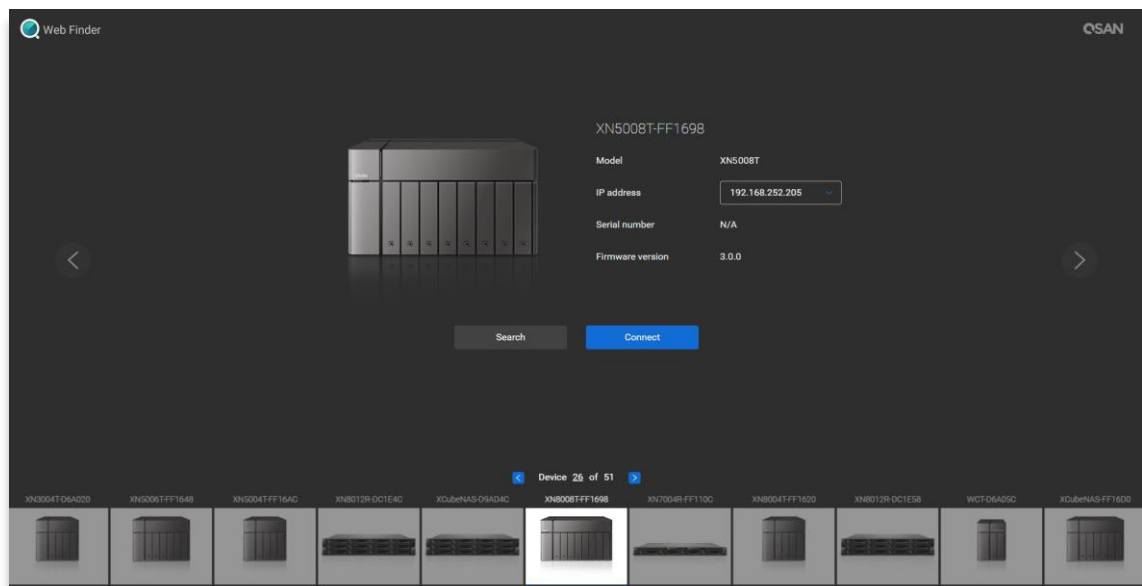 Web Finder
QSAN
XN5008T-FF1698
Model XN5008T
IP address 192.168.252.205
Serial number N/A
Firmware version 3.0.0
Search Connect
Device 26 of 51
XN3004T-D6A020 XN5006T-FF1648 XN5004T-FF16AC XN8012R-DC1E4C XCubeNAS-D9AD4C XN8008T-FF1698 XN7004R-FF110C XN8004T-FF1620 XN8012R-DC1E58 WCT-D6A05C XCubeNAS-FF16D0